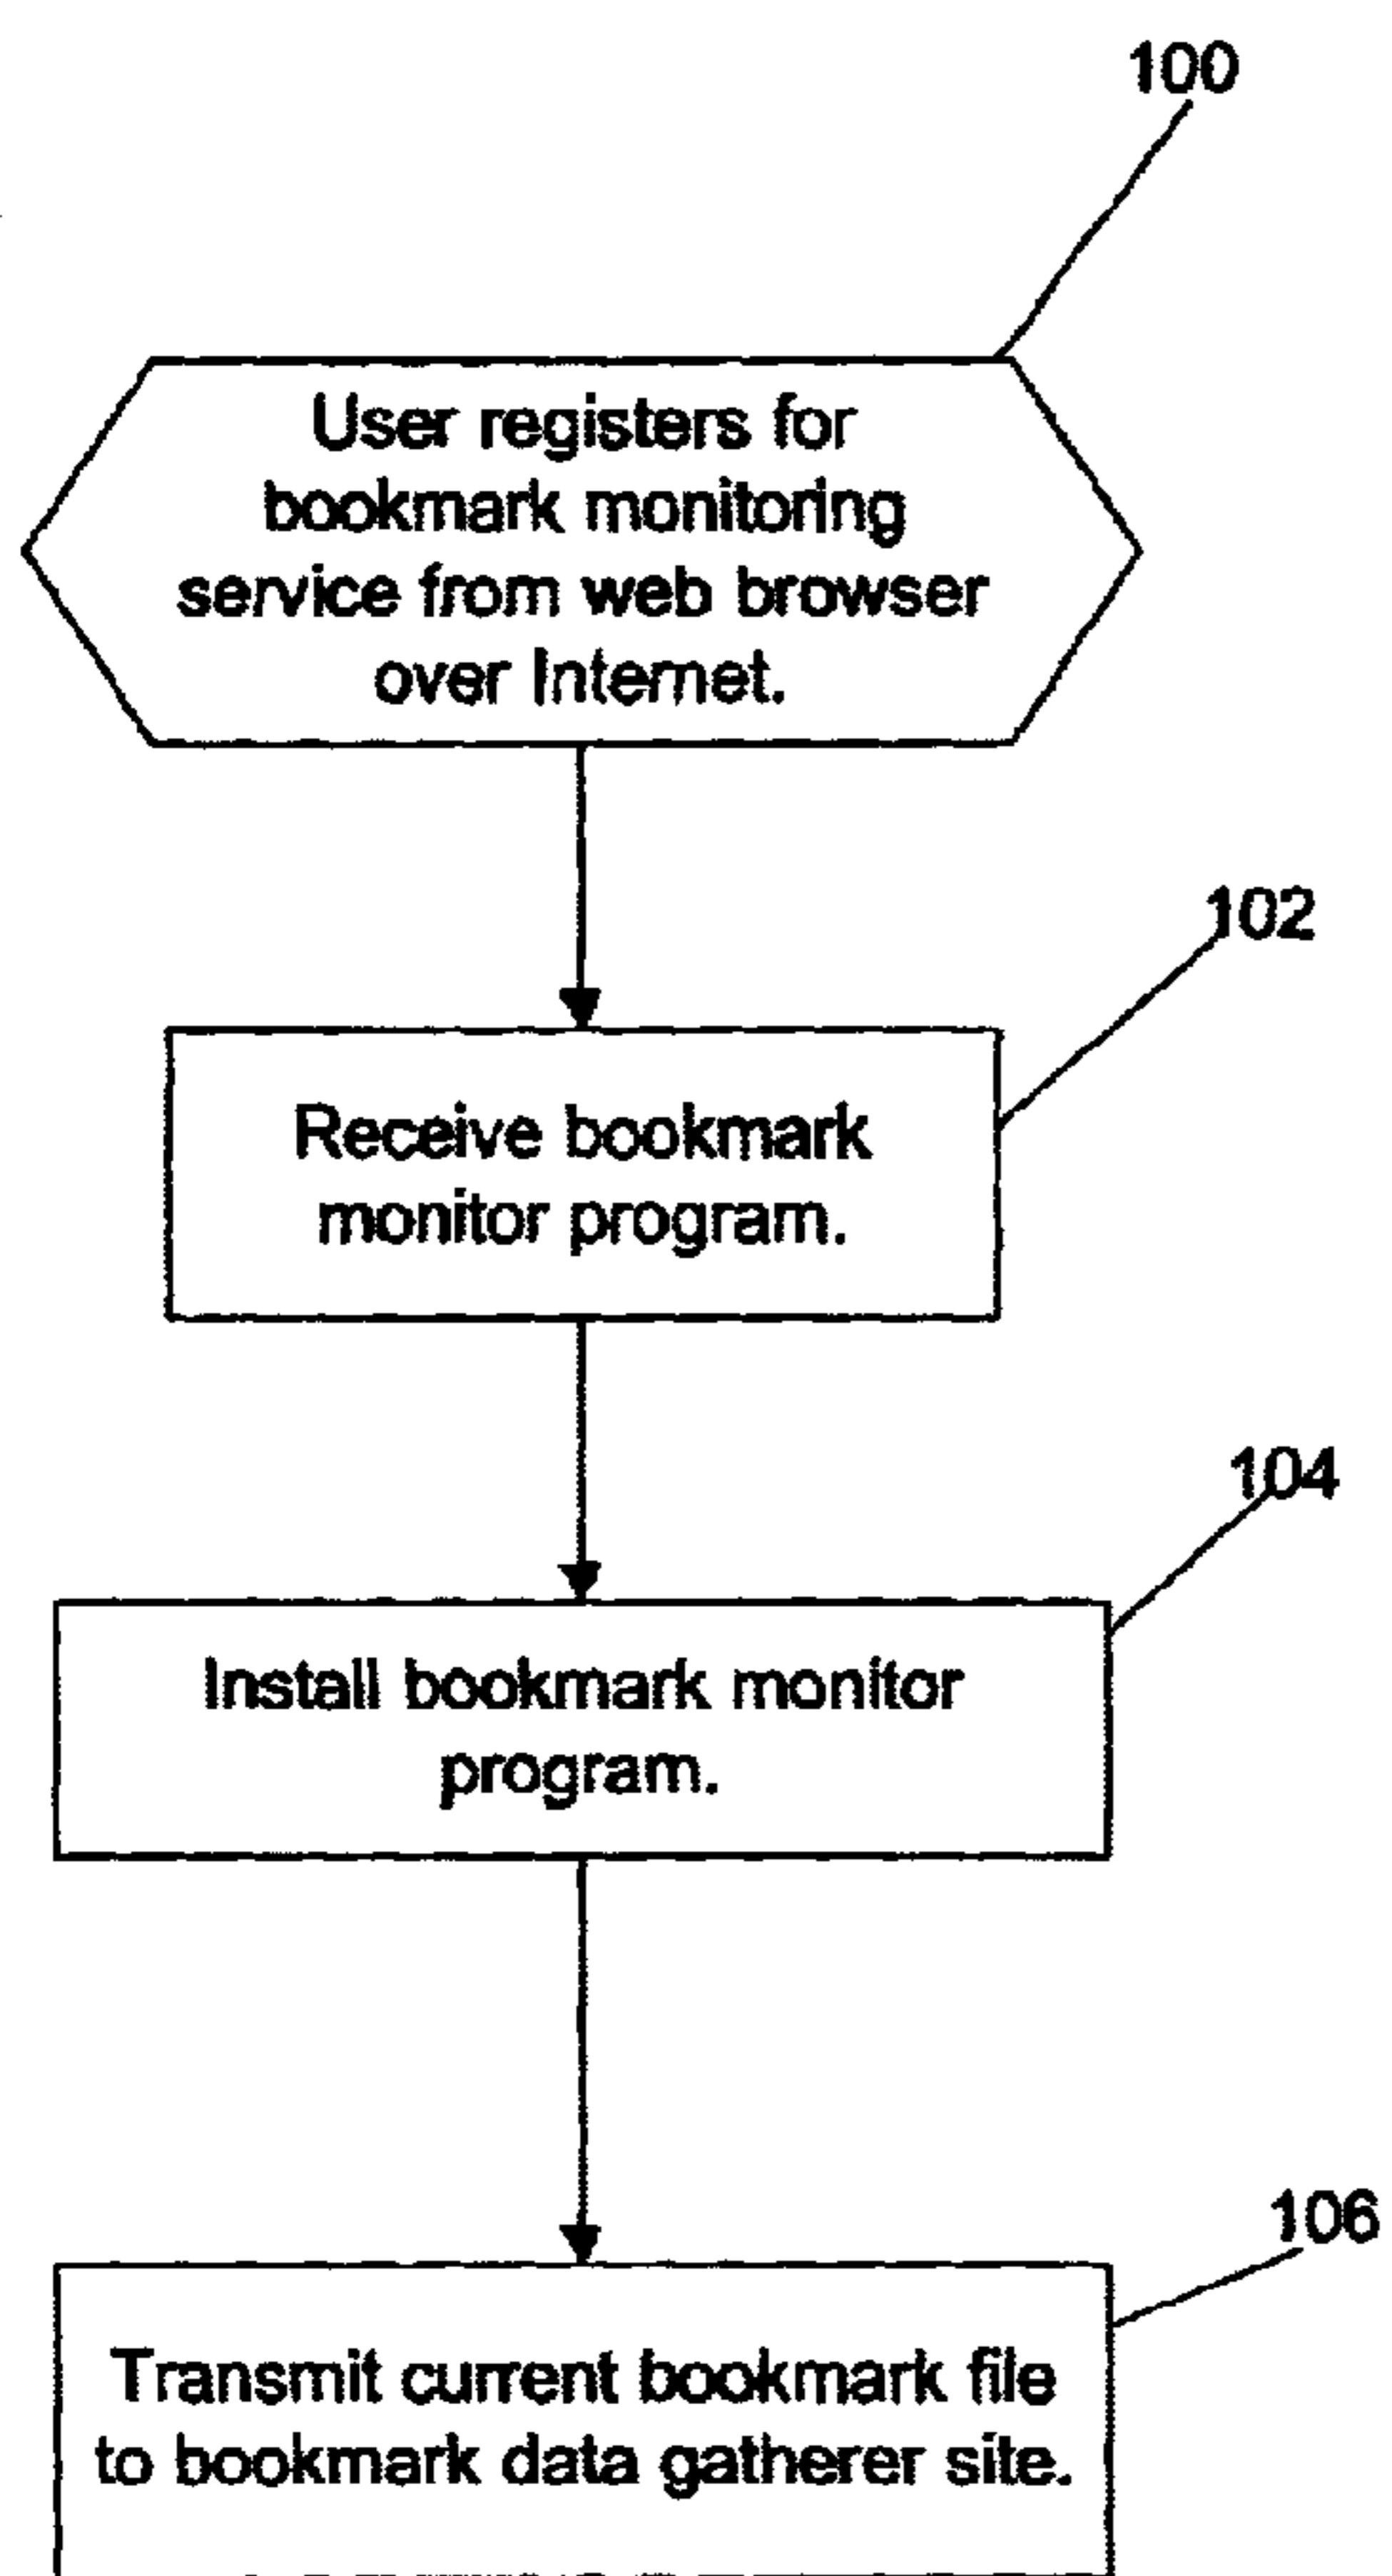 100
User registers for
bookmark monitoring
service from web browser
over Internet.
102
Receive bookmark
monitor program.
104
Install bookmark monitor
program.
106
Transmit current bookmark file
to bookmark data gatherer site.